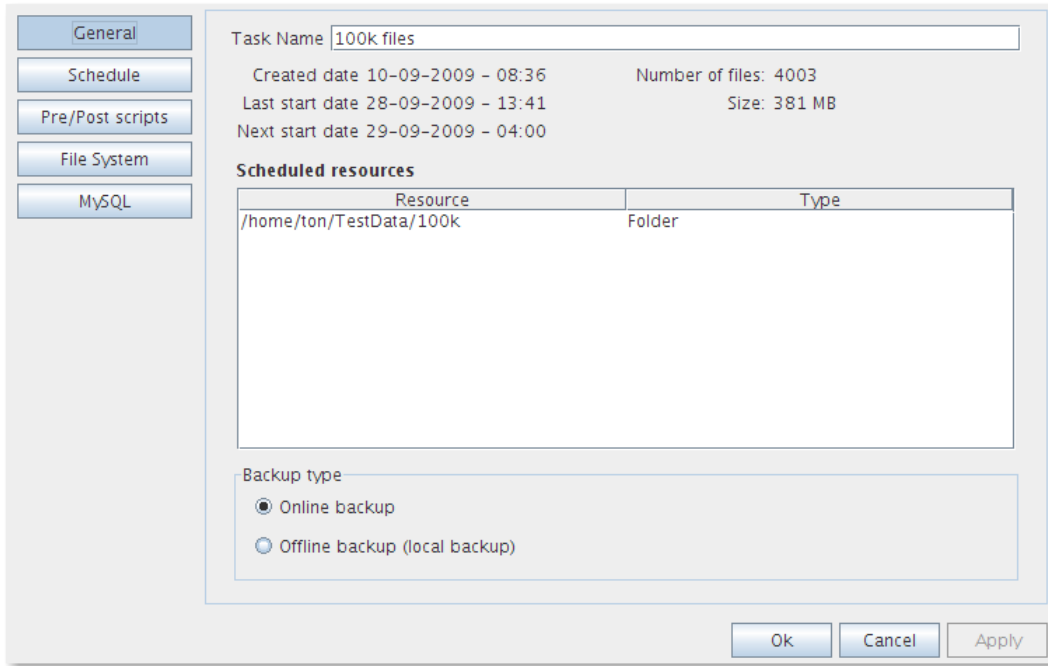 General
Schedule
Pre/Post scripts
File System
MySQL
Task Name 100k files
Created date 10-09-2009 - 08:36 Number of files: 4003
Last start date 28-09-2009 - 13:41 Size: 381 MB
Next start date 29-09-2009 - 04:00
Scheduled resources
Resource Type
/home/ton/TestData/100k Folder
Backup type
Online backup
Offline backup (local backup)
Ok Cancel Apply